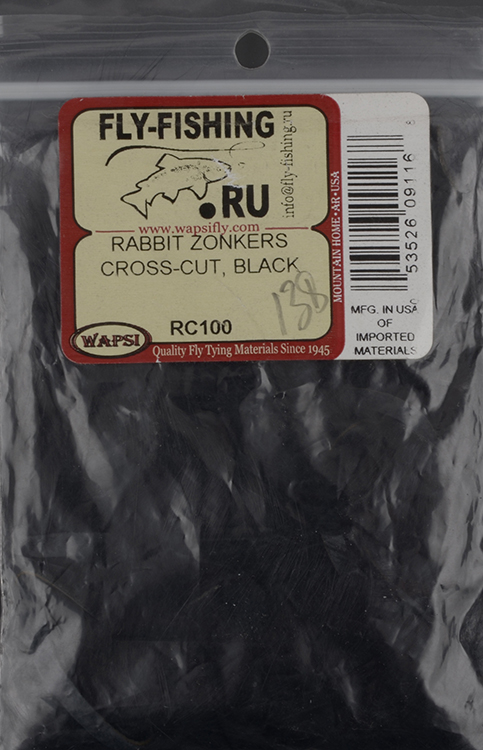 FLY-FISHING
.RU
info@fly-fishing.ru
www.wapsifly.com
RABBIT ZONKERS
CROSS-CUT, BLACK
138
RC100
WAPSI
Quality Fly Tying Materials Since 1945
MOUNTAIN HOME • AR • USA
53526 09116
8
MFG. IN USA
OF
IMPORTED
MATERIALS